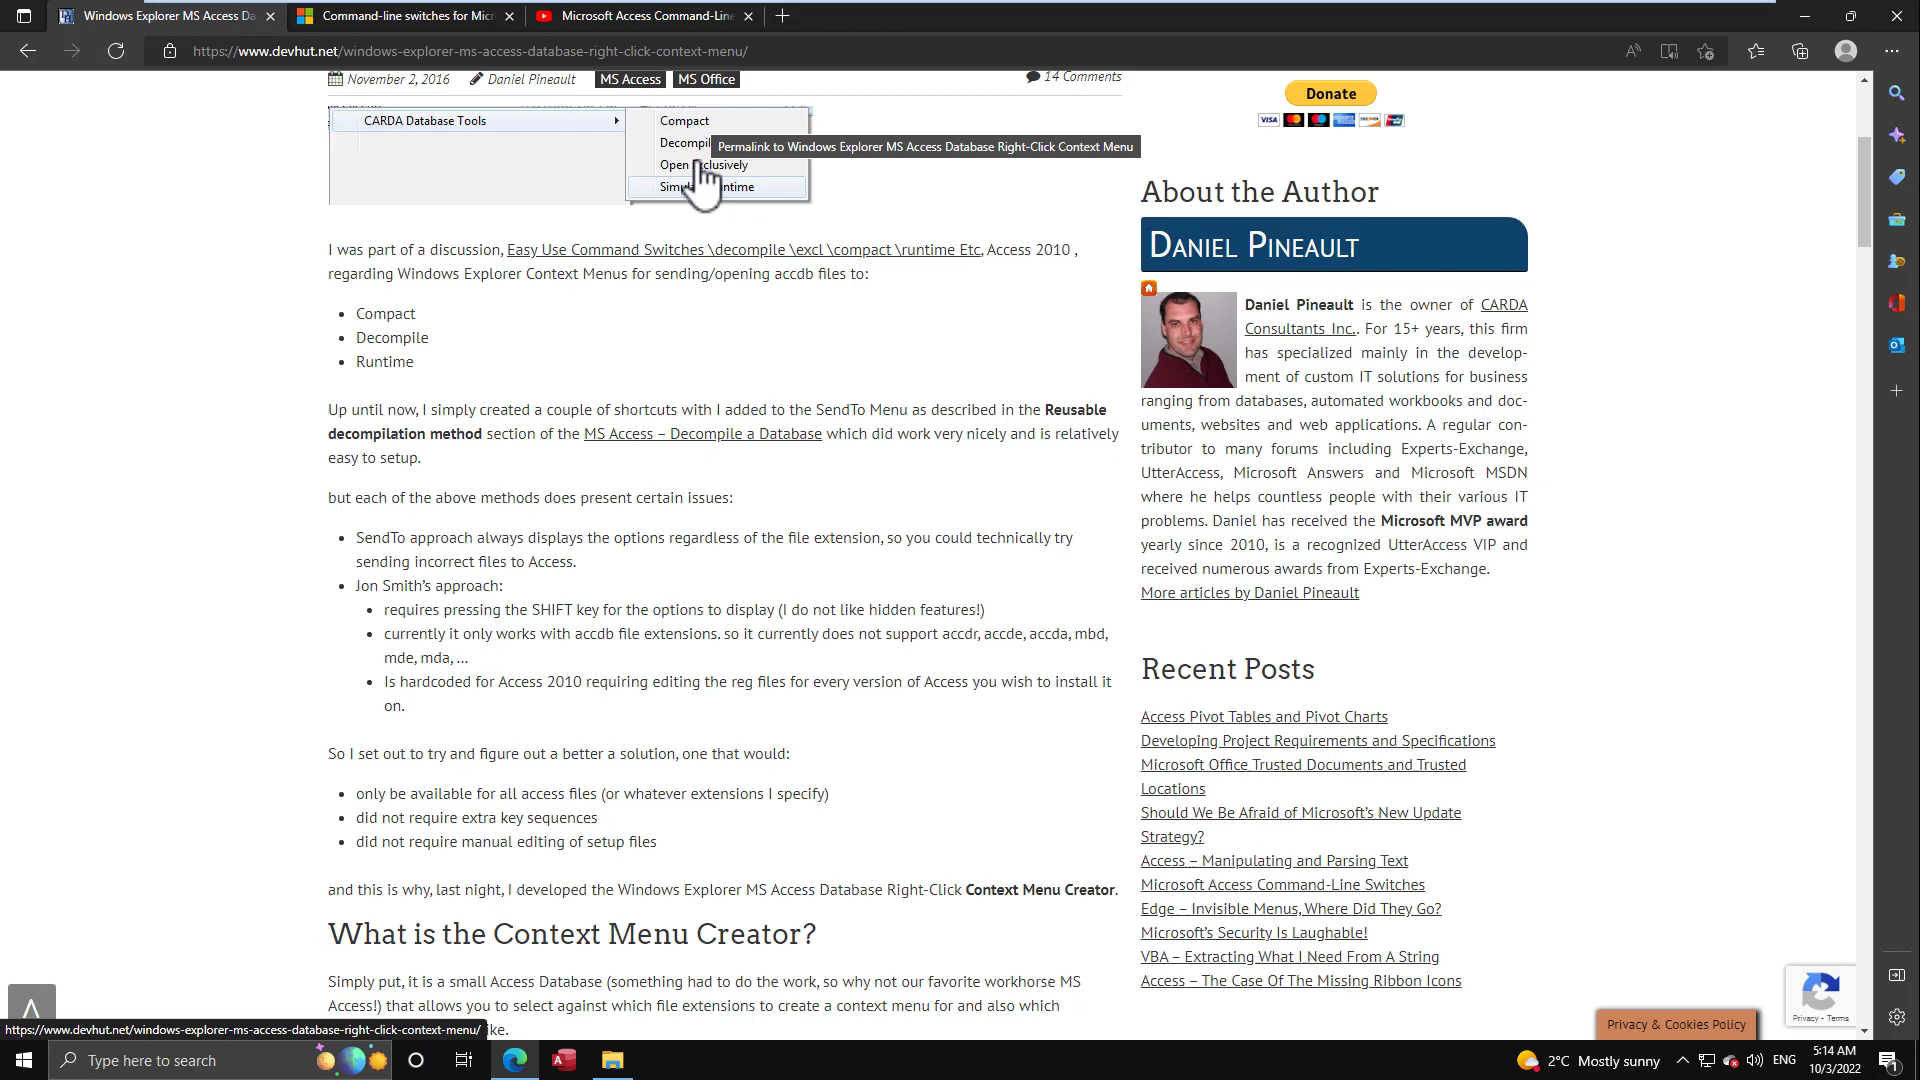 Windows Explorer MS Access Da
Command-line switches for Micr
Microsoft Access Command-Line
https://www.devhut.net/windows-explorer-ms-access-database-right-click-context-menu/
November 2, 2016
Daniel Pineault
MS Access
MS Office
14 Comments
CARDA Database Tools
Compact
Decompil
Permalink to Windows Explorer MS Access Database Right-Click Context Menu
Open clusively
Simu ntime
I was part of a discussion, Easy Use Command Switches \decompile \excl \compact \runtime Etc, Access 2010 ,
regarding Windows Explorer Context Menus for sending/opening accdb files to:
• Compact
• Decompile
• Runtime
Up until now, I simply created a couple of shortcuts with I added to the SendTo Menu as described in the Reusable
decompilation method section of the MS Access – Decompile a Database which did work very nicely and is relatively
easy to setup.
but each of the above methods does present certain issues:
• SendTo approach always displays the options regardless of the file extension, so you could technically try
sending incorrect files to Access.
• Jon Smith's approach:
• requires pressing the SHIFT key for the options to display (I do not like hidden features!)
• currently it only works with accdb file extensions. so it currently does not support accdr, accde, accda, mbd,
mde, mda, ...
• Is hardcoded for Access 2010 requiring editing the reg files for every version of Access you wish to install it
on.
So I set out to try and figure out a better a solution, one that would:
• only be available for all access files (or whatever extensions I specify)
• did not require extra key sequences
• did not require manual editing of setup files
and this is why, last night, I developed the Windows Explorer MS Access Database Right-Click Context Menu Creator.
What is the Context Menu Creator?
Simply put, it is a small Access Database (something had to do the work, so why not our favorite workhorse MS
Access!) that allows you to select against which file extensions to create a context menu for and also which
ike.
https://www.devhut.net/windows-explorer-ms-access-database-right-click-context-menu/
Donate
VISA
DISCOVER
About the Author
DANIEL PINEAULT
Daniel Pineault is the owner of CARDA
Consultants Inc.. For 15+ years, this firm
has specialized mainly in the develop-
ment of custom IT solutions for business
ranging from databases, automated workbooks and doc-
uments, websites and web applications. A regular con-
tributor to many forums including Experts-Exchange,
UtterAccess, Microsoft Answers and Microsoft MSDN
where he helps countless people with their various IT
problems. Daniel has received the Microsoft MVP award
yearly since 2010, is a recognized UtterAccess VIP and
received numerous awards from Experts-Exchange.
More articles by Daniel Pineault
Recent Posts
Access Pivot Tables and Pivot Charts
Developing Project Requirements and Specifications
Microsoft Office Trusted Documents and Trusted
Locations
Should We Be Afraid of Microsoft's New Update
Strategy?
Access – Manipulating and Parsing Text
Microsoft Access Command-Line Switches
Edge – Invisible Menus, Where Did They Go?
Microsoft's Security Is Laughable!
VBA – Extracting What I Need From A String
Access – The Case Of The Missing Ribbon Icons
Privacy - Terms
Privacy & Cookies Policy
Type here to search
2°C Mostly sunny
ENG
5:14 AM
10/3/2022
1